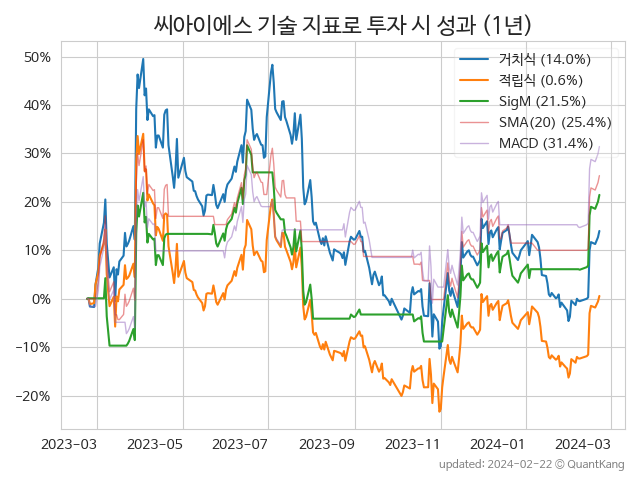 씨아이에스 기술 지표로 투자 시 성과 (1년)
50%
40%
30%
20%
10%
0%
−10%
−20%
거치식 (14.0%)
적립식 (0.6%)
SigM (21.5%)
SMA(20) (25.4%)
MACD (31.4%)
2023-03
2023-05
2023-07
2023-09
2023-11
2024-01
2024-03
updated: 2024-02-22 © QuantKang